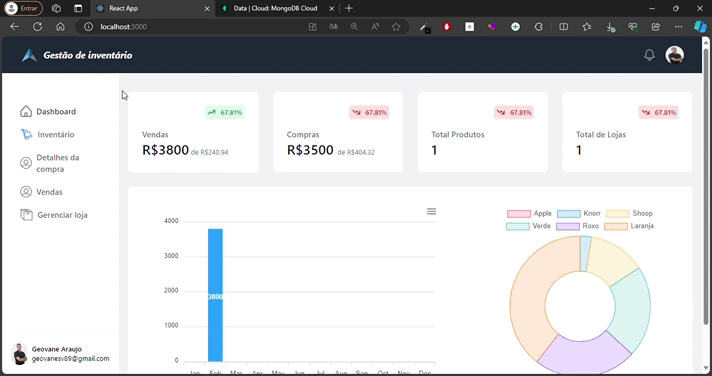 Entrar
React App
Data | Cloud: MongoDB Cloud
localhost:3000
Gestão de inventário
Dashboard
Inventário
Detalhes da
compra
Vendas
Gerenciar loja
67.81%
Vendas
R$3800 de R$240.94
67.81%
Compras
R$3500 de R$404.32
67.81%
Total Produtos
1
67.81%
Total de Lojas
1
4000
3000
2000
1000
0
3800
Jan Feb Mar Apr May Jun Jul Aug Sep Oct Nov Dec
Apple Knorr Shoop
Verde Roxo Laranja
Geovane Araujo
geovanesv89@gmail.com